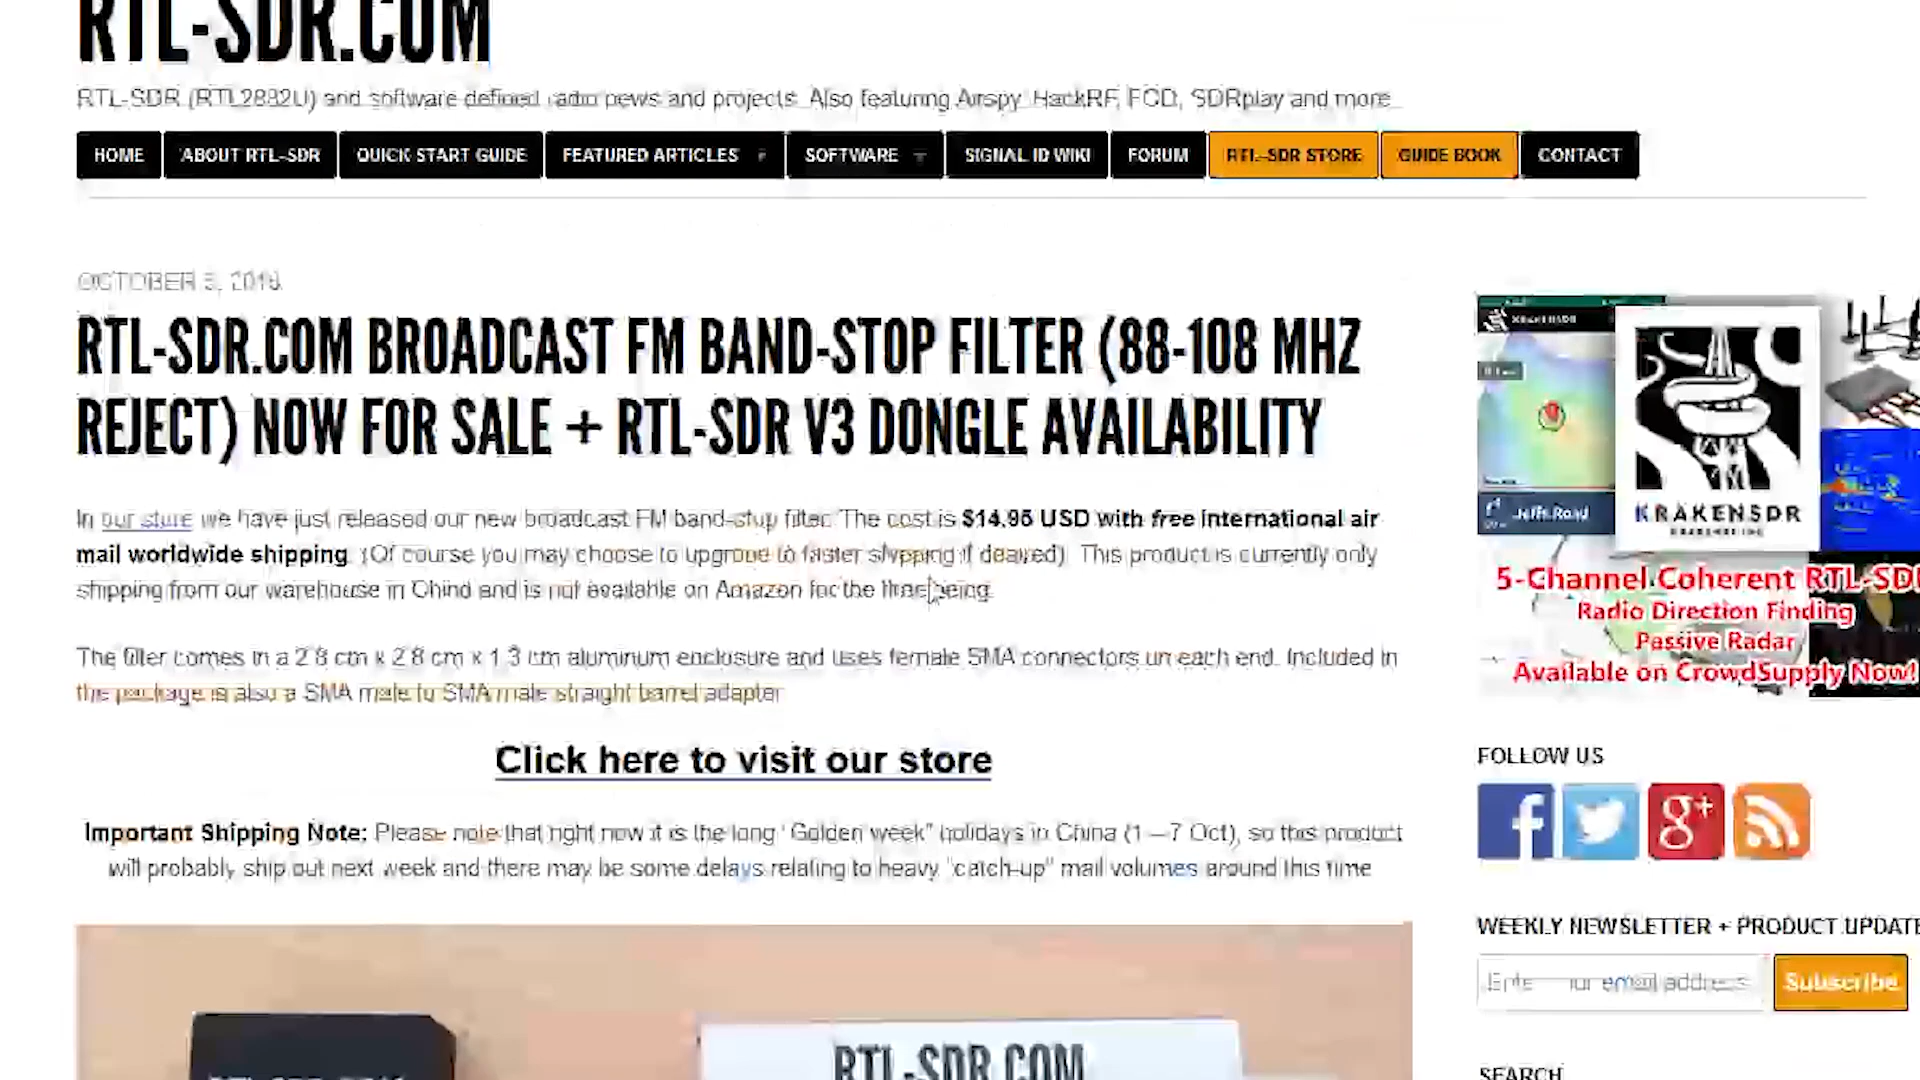 RTL-SDR.COM
RTL-SDR (RTL2832U) and software defined radio news and projects. Also featuring Airspy, HackRF, FCD, SDRplay and more.
HOME ABOUT RTL-SDR QUICK START GUIDE FEATURED ARTICLES SOFTWARE SIGNAL ID WIKI FORUM RTL-SDR STORE GUIDE BOOK CONTACT
OCTOBER 5, 2016
RTL-SDR.COM BROADCAST FM BAND-STOP FILTER (88-108 MHZ
REJECT) NOW FOR SALE + RTL-SDR V3 DONGLE AVAILABILITY
In our store we have just released our new broadcast FM band-stop filter. The cost is $14.95 USD with free international air
mail worldwide shipping. (Of course you may choose to upgrade to faster shipping if desired). This product is currently only
shipping from our warehouse in China and is not available on Amazon for the time being.
The filter comes in a 2.8 cm x 2.8 cm x 1.3 cm aluminum enclosure and uses female SMA connectors on each end. Included in
the package is also a SMA male to SMA male straight barrel adapter.
Click here to visit our store
Important Shipping Note: Please note that right now it is the long "Golden week" holidays in China (1 – 7 Oct), so this product
will probably ship out next week and there may be some delays relating to heavy "catch-up" mail volumes around this time
RTL-SDR.COM
KRAKENSDR
5-Channel Coherent RTL-SDR
Radio Direction Finding
Passive Radar
Available on CrowdSupply Now!
FOLLOW US
f g+
WEEKLY NEWSLETTER + PRODUCT UPDATE
Enter your email address
Subscribe
SEARCH